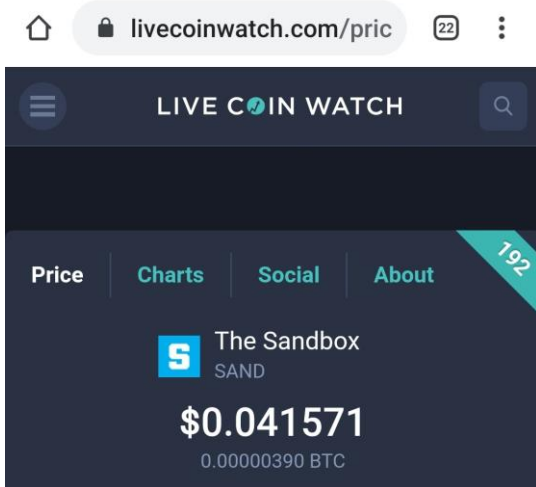 livecoinwatch.com/pric 22
LIVE COIN WATCH
192
Price Charts Social About
S The Sandbox
SAND
$0.041571
0.00000390 BTC